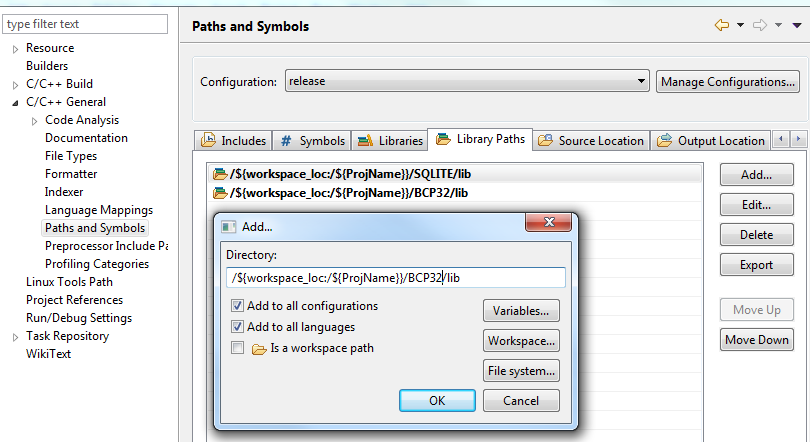 type filter text
Resource
Builders
C/C++ Build
C/C++ General
Code Analysis
Documentation
File Types
Formatter
Indexer
Language Mappings
Paths and Symbols
Preprocessor Include Pa
Profiling Categories
Linux Tools Path
Project References
Run/Debug Settings
Task Repository
WikiText
Paths and Symbols
Configuration: release Manage Configurations...
Includes # Symbols Libraries Library Paths Source Location Output Location
/${workspace_loc:/${ProjName}}/SQLITE/lib
/${workspace_loc:/${ProjName}}/BCP32/lib
Add...
Edit...
Delete
Export
Move Up
Move Down
Add...
Directory:
/${workspace_loc:/${ProjName}}/BCP32/lib
Add to all configurations
Add to all languages
Is a workspace path
Variables...
Workspace...
File system...
OK Cancel